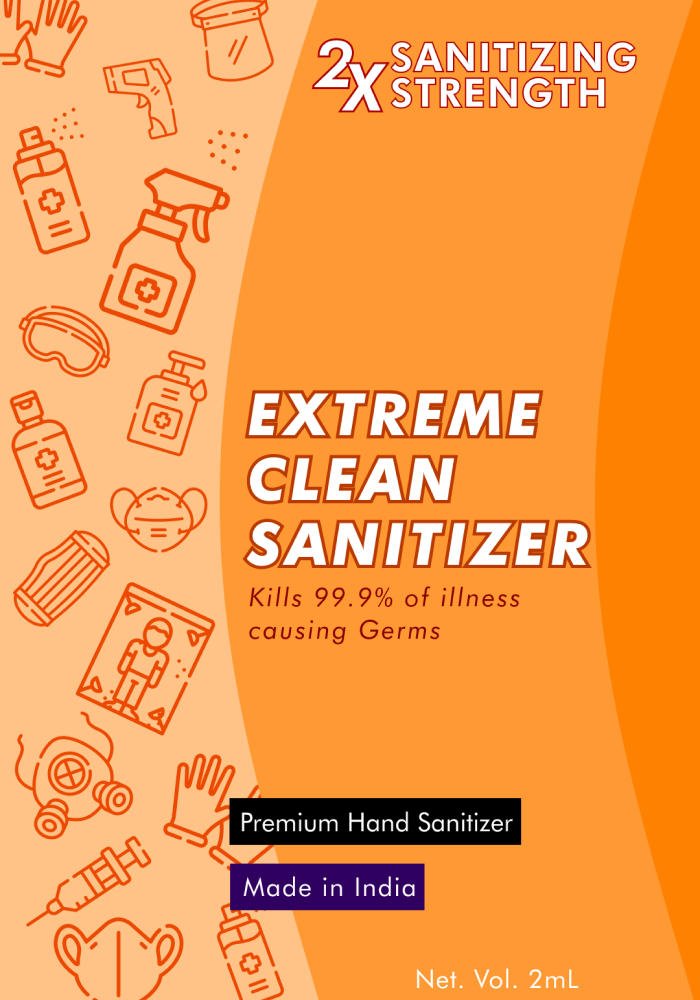 2X SANITIZING
STRENGTH
EXTREME
CLEAN
SANITIZER
Kills 99.9% of illness
causing Germs
Premium Hand Sanitizer
Made in India
Net. Vol. 2mL